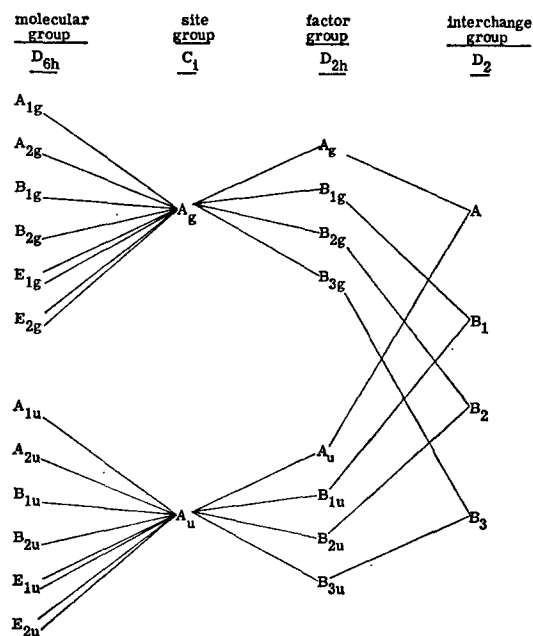 molecular group site group factor group interchange group
D6h Ci D2h D2
A1g
A2g
B1g
B2g
E1g
E2g
A1u
A2u
B1u
B2u
E1u
E2u
Ag
Au
Ag
B1g
B2g
B3g
Au
B1u
B2u
B3u
A
B1
B2
B3